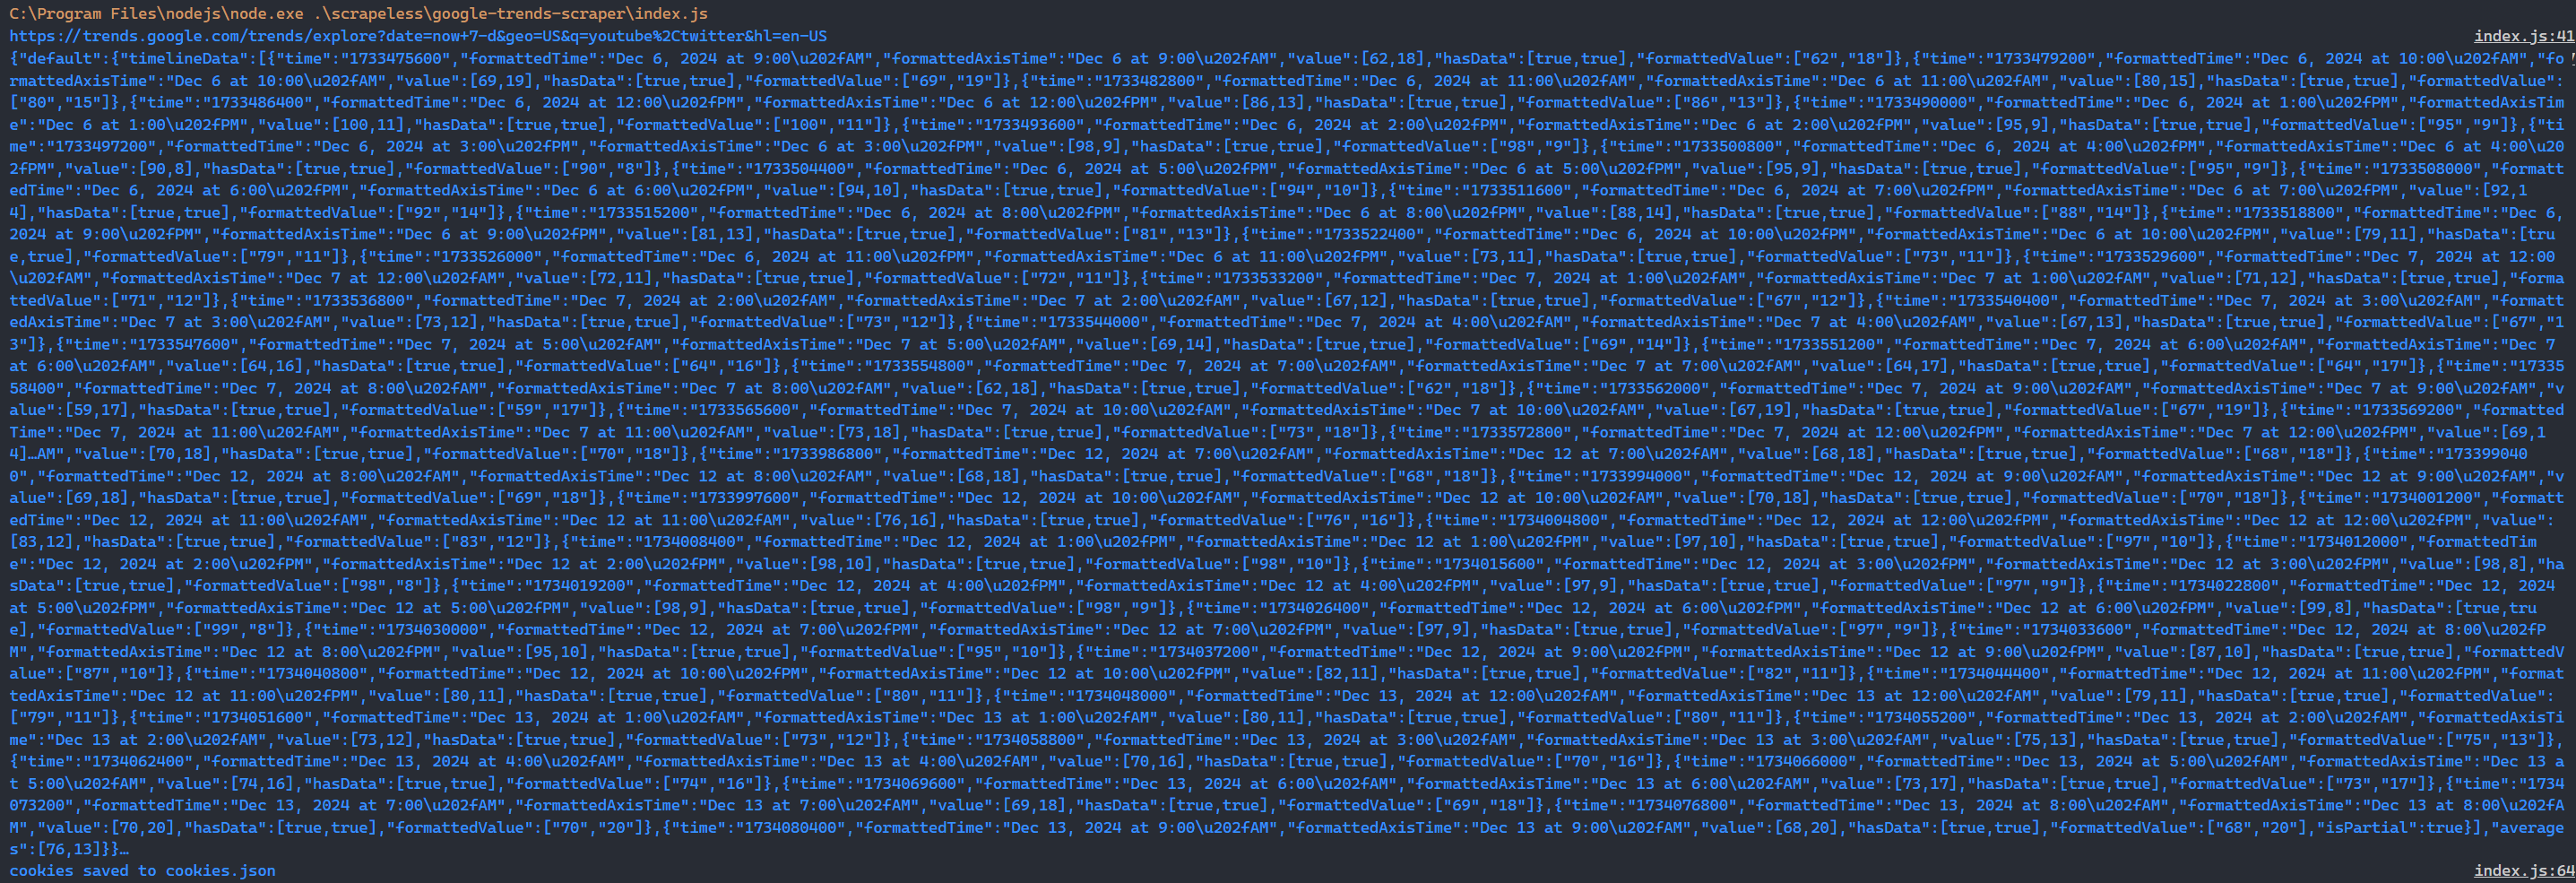 C:\Program Files\nodejs\node.exe .\scrapeless\google-trends-scraper\index.js
https://trends.google.com/trends/explore?date=now+7-d&geo=US&q=youtube%2Ctwitter&hl=en-US index.js:41
{"default":{"timelineData":[{"time":"1733475600","formattedTime":"Dec 6, 2024 at 9:00\u202fAM","formattedAxisTime":"Dec 6 at 9:00\u202fAM","value":[62,18],"hasData":[true,true],"formattedValue":["62","18"]},{"time":"1733479200","formattedTime":"Dec 6, 2024 at 10:00\u202fAM","fo
rmattedAxisTime":"Dec 6 at 10:00\u202fAM","value":[69,19],"hasData":[true,true],"formattedValue":["69","19"]},{"time":"1733482800","formattedTime":"Dec 6, 2024 at 11:00\u202fAM","formattedAxisTime":"Dec 6 at 11:00\u202fAM","value":[80,15],"hasData":[true,true],"formattedValue":
["80","15"]},{"time":"1733486400","formattedTime":"Dec 6, 2024 at 12:00\u202fPM","formattedAxisTime":"Dec 6 at 12:00\u202fPM","value":[86,13],"hasData":[true,true],"formattedValue":["86","13"]},{"time":"1733490000","formattedTime":"Dec 6, 2024 at 1:00\u202fPM","formattedAxisTim
e":"Dec 6 at 1:00\u202fPM","value":[100,11],"hasData":[true,true],"formattedValue":["100","11"]},{"time":"1733493600","formattedTime":"Dec 6, 2024 at 2:00\u202fPM","formattedAxisTime":"Dec 6 at 2:00\u202fPM","value":[95,9],"hasData":[true,true],"formattedValue":["95","9"]},{"ti
me":"1733497200","formattedTime":"Dec 6, 2024 at 3:00\u202fPM","formattedAxisTime":"Dec 6 at 3:00\u202fPM","value":[98,9],"hasData":[true,true],"formattedValue":["98","9"]},{"time":"1733500800","formattedTime":"Dec 6, 2024 at 4:00\u202fPM","formattedAxisTime":"Dec 6 at 4:00\u20
2fPM","value":[90,8],"hasData":[true,true],"formattedValue":["90","8"]},{"time":"1733504400","formattedTime":"Dec 6, 2024 at 5:00\u202fPM","formattedAxisTime":"Dec 6 at 5:00\u202fPM","value":[95,9],"hasData":[true,true],"formattedValue":["95","9"]},{"time":"1733508000","formatt
edTime":"Dec 6, 2024 at 6:00\u202fPM","formattedAxisTime":"Dec 6 at 6:00\u202fPM","value":[94,10],"hasData":[true,true],"formattedValue":["94","10"]},{"time":"1733511600","formattedTime":"Dec 6, 2024 at 7:00\u202fPM","formattedAxisTime":"Dec 6 at 7:00\u202fPM","value":[92,1
4],"hasData":[true,true],"formattedValue":["92","14"]},{"time":"1733515200","formattedTime":"Dec 6, 2024 at 8:00\u202fPM","formattedAxisTime":"Dec 6 at 8:00\u202fPM","value":[88,14],"hasData":[true,true],"formattedValue":["88","14"]},{"time":"1733518800","formattedTime":"Dec 6,
2024 at 9:00\u202fPM","formattedAxisTime":"Dec 6 at 9:00\u202fPM","value":[81,13],"hasData":[true,true],"formattedValue":["81","13"]},{"time":"1733522400","formattedTime":"Dec 6, 2024 at 10:00\u202fPM","formattedAxisTime":"Dec 6 at 10:00\u202fPM","value":[79,11],"hasData":[tru
e,true],"formattedValue":["79","11"]},{"time":"1733526000","formattedTime":"Dec 6, 2024 at 11:00\u202fPM","formattedAxisTime":"Dec 6 at 11:00\u202fPM","value":[73,11],"hasData":[true,true],"formattedValue":["73","11"]},{"time":"1733529600","formattedTime":"Dec 7, 2024 at 12:00
\u202fAM","formattedAxisTime":"Dec 7 at 12:00\u202fAM","value":[72,11],"hasData":[true,true],"formattedValue":["72","11"]},{"time":"1733533200","formattedTime":"Dec 7, 2024 at 1:00\u202fAM","formattedAxisTime":"Dec 7 at 1:00\u202fAM","value":[71,12],"hasData":[true,true],"forma
ttedValue":["71","12"]},{"time":"1733536800","formattedTime":"Dec 7, 2024 at 2:00\u202fAM","formattedAxisTime":"Dec 7 at 2:00\u202fAM","value":[67,12],"hasData":[true,true],"formattedValue":["67","12"]},{"time":"1733540400","formattedTime":"Dec 7, 2024 at 3:00\u202fAM","formatt
edAxisTime":"Dec 7 at 3:00\u202fAM","value":[73,12],"hasData":[true,true],"formattedValue":["73","12"]},{"time":"1733544000","formattedTime":"Dec 7, 2024 at 4:00\u202fAM","formattedAxisTime":"Dec 7 at 4:00\u202fAM","value":[67,13],"hasData":[true,true],"formattedValue":["67","1
3"]},{"time":"1733547600","formattedTime":"Dec 7, 2024 at 5:00\u202fAM","formattedAxisTime":"Dec 7 at 5:00\u202fAM","value":[69,14],"hasData":[true,true],"formattedValue":["69","14"]},{"time":"1733551200","formattedTime":"Dec 7, 2024 at 6:00\u202fAM","formattedAxisTime":"Dec 7
at 6:00\u202fAM","value":[64,16],"hasData":[true,true],"formattedValue":["64","16"]},{"time":"1733554800","formattedTime":"Dec 7, 2024 at 7:00\u202fAM","formattedAxisTime":"Dec 7 at 7:00\u202fAM","value":[64,17],"hasData":[true,true],"formattedValue":["64","17"]},{"time":"17335
58400","formattedTime":"Dec 7, 2024 at 8:00\u202fAM","formattedAxisTime":"Dec 7 at 8:00\u202fAM","value":[62,18],"hasData":[true,true],"formattedValue":["62","18"]},{"time":"1733562000","formattedTime":"Dec 7, 2024 at 9:00\u202fAM","formattedAxisTime":"Dec 7 at 9:00\u202fAM","v
alue":[59,17],"hasData":[true,true],"formattedValue":["59","17"]},{"time":"1733565600","formattedTime":"Dec 7, 2024 at 10:00\u202fAM","formattedAxisTime":"Dec 7 at 10:00\u202fAM","value":[67,19],"hasData":[true,true],"formattedValue":["67","19"]},{"time":"1733569200","formatted
Time":"Dec 7, 2024 at 11:00\u202fAM","formattedAxisTime":"Dec 7 at 11:00\u202fAM","value":[73,18],"hasData":[true,true],"formattedValue":["73","18"]},{"time":"1733572800","formattedTime":"Dec 7, 2024 at 12:00\u202fPM","formattedAxisTime":"Dec 7 at 12:00\u202fPM","value":[69,1
4]…AM","value":[70,18],"hasData":[true,true],"formattedValue":["70","18"]},{"time":"1733986800","formattedTime":"Dec 12, 2024 at 7:00\u202fAM","formattedAxisTime":"Dec 12 at 7:00\u202fAM","value":[68,18],"hasData":[true,true],"formattedValue":["68","18"]},{"time":"173399040
0","formattedTime":"Dec 12, 2024 at 8:00\u202fAM","formattedAxisTime":"Dec 12 at 8:00\u202fAM","value":[68,18],"hasData":[true,true],"formattedValue":["68","18"]},{"time":"1733994000","formattedTime":"Dec 12, 2024 at 9:00\u202fAM","formattedAxisTime":"Dec 12 at 9:00\u202fAM","v
alue":[69,18],"hasData":[true,true],"formattedValue":["69","18"]},{"time":"1733997600","formattedTime":"Dec 12, 2024 at 10:00\u202fAM","formattedAxisTime":"Dec 12 at 10:00\u202fAM","value":[70,18],"hasData":[true,true],"formattedValue":["70","18"]},{"time":"1734001200","formatt
edTime":"Dec 12, 2024 at 11:00\u202fAM","formattedAxisTime":"Dec 12 at 11:00\u202fAM","value":[76,16],"hasData":[true,true],"formattedValue":["76","16"]},{"time":"1734004800","formattedTime":"Dec 12, 2024 at 12:00\u202fPM","formattedAxisTime":"Dec 12 at 12:00\u202fPM","value":
[83,12],"hasData":[true,true],"formattedValue":["83","12"]},{"time":"1734008400","formattedTime":"Dec 12, 2024 at 1:00\u202fPM","formattedAxisTime":"Dec 12 at 1:00\u202fPM","value":[97,10],"hasData":[true,true],"formattedValue":["97","10"]},{"time":"1734012000","formattedTim
e":"Dec 12, 2024 at 2:00\u202fPM","formattedAxisTime":"Dec 12 at 2:00\u202fPM","value":[98,10],"hasData":[true,true],"formattedValue":["98","10"]},{"time":"1734015600","formattedTime":"Dec 12, 2024 at 3:00\u202fPM","formattedAxisTime":"Dec 12 at 3:00\u202fPM","value":[98,8],"ha
sData":[true,true],"formattedValue":["98","8"]},{"time":"1734019200","formattedTime":"Dec 12, 2024 at 4:00\u202fPM","formattedAxisTime":"Dec 12 at 4:00\u202fPM","value":[97,9],"hasData":[true,true],"formattedValue":["97","9"]},{"time":"1734022800","formattedTime":"Dec 12, 2024
at 5:00\u202fPM","formattedAxisTime":"Dec 12 at 5:00\u202fPM","value":[98,9],"hasData":[true,true],"formattedValue":["98","9"]},{"time":"1734026400","formattedTime":"Dec 12, 2024 at 6:00\u202fPM","formattedAxisTime":"Dec 12 at 6:00\u202fPM","value":[99,8],"hasData":[true,tru
e],"formattedValue":["99","8"]},{"time":"1734030000","formattedTime":"Dec 12, 2024 at 7:00\u202fPM","formattedAxisTime":"Dec 12 at 7:00\u202fPM","value":[97,9],"hasData":[true,true],"formattedValue":["97","9"]},{"time":"1734033600","formattedTime":"Dec 12, 2024 at 8:00\u202fP
M","formattedAxisTime":"Dec 12 at 8:00\u202fPM","value":[95,10],"hasData":[true,true],"formattedValue":["95","10"]},{"time":"1734037200","formattedTime":"Dec 12, 2024 at 9:00\u202fPM","formattedAxisTime":"Dec 12 at 9:00\u202fPM","value":[87,10],"hasData":[true,true],"formattedV
alue":["87","10"]},{"time":"1734040800","formattedTime":"Dec 12, 2024 at 10:00\u202fPM","formattedAxisTime":"Dec 12 at 10:00\u202fPM","value":[82,11],"hasData":[true,true],"formattedValue":["82","11"]},{"time":"1734044400","formattedTime":"Dec 12, 2024 at 11:00\u202fPM","format
tedAxisTime":"Dec 12 at 11:00\u202fPM","value":[80,11],"hasData":[true,true],"formattedValue":["80","11"]},{"time":"1734048000","formattedTime":"Dec 13, 2024 at 12:00\u202fAM","formattedAxisTime":"Dec 13 at 12:00\u202fAM","value":[79,11],"hasData":[true,true],"formattedValue":
["79","11"]},{"time":"1734051600","formattedTime":"Dec 13, 2024 at 1:00\u202fAM","formattedAxisTime":"Dec 13 at 1:00\u202fAM","value":[80,11],"hasData":[true,true],"formattedValue":["80","11"]},{"time":"1734055200","formattedTime":"Dec 13, 2024 at 2:00\u202fAM","formattedAxisTi
me":"Dec 13 at 2:00\u202fAM","value":[73,12],"hasData":[true,true],"formattedValue":["73","12"]},{"time":"1734058800","formattedTime":"Dec 13, 2024 at 3:00\u202fAM","formattedAxisTime":"Dec 13 at 3:00\u202fAM","value":[75,13],"hasData":[true,true],"formattedValue":["75","13"]},
{"time":"1734062400","formattedTime":"Dec 13, 2024 at 4:00\u202fAM","formattedAxisTime":"Dec 13 at 4:00\u202fAM","value":[70,16],"hasData":[true,true],"formattedValue":["70","16"]},{"time":"1734066000","formattedTime":"Dec 13, 2024 at 5:00\u202fAM","formattedAxisTime":"Dec 13 a
t 5:00\u202fAM","value":[74,16],"hasData":[true,true],"formattedValue":["74","16"]},{"time":"1734069600","formattedTime":"Dec 13, 2024 at 6:00\u202fAM","formattedAxisTime":"Dec 13 at 6:00\u202fAM","value":[73,17],"hasData":[true,true],"formattedValue":["73","17"]},{"time":"1734
073200","formattedTime":"Dec 13, 2024 at 7:00\u202fAM","formattedAxisTime":"Dec 13 at 7:00\u202fAM","value":[69,18],"hasData":[true,true],"formattedValue":["69","18"]},{"time":"1734076800","formattedTime":"Dec 13, 2024 at 8:00\u202fAM","formattedAxisTime":"Dec 13 at 8:00\u202fA
M","value":[70,20],"hasData":[true,true],"formattedValue":["70","20"]},{"time":"1734080400","formattedTime":"Dec 13, 2024 at 9:00\u202fAM","formattedAxisTime":"Dec 13 at 9:00\u202fAM","value":[68,20],"hasData":[true,true],"formattedValue":["68","20"],"isPartial":true}],"average
s":[76,13]}}…
cookies saved to cookies.json index.js:64